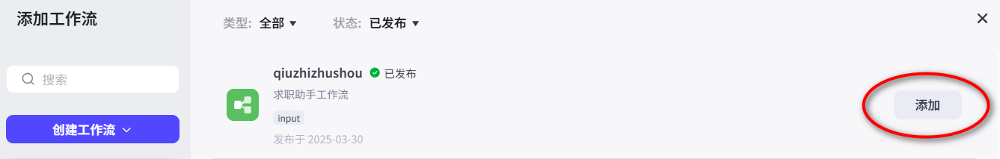 添加工作流
类型: 全部 状态: 已发布
搜索
qiuzhizhushou 已发布
求职助手工作流
添加
input
创建工作流
发布于 2025-03-30